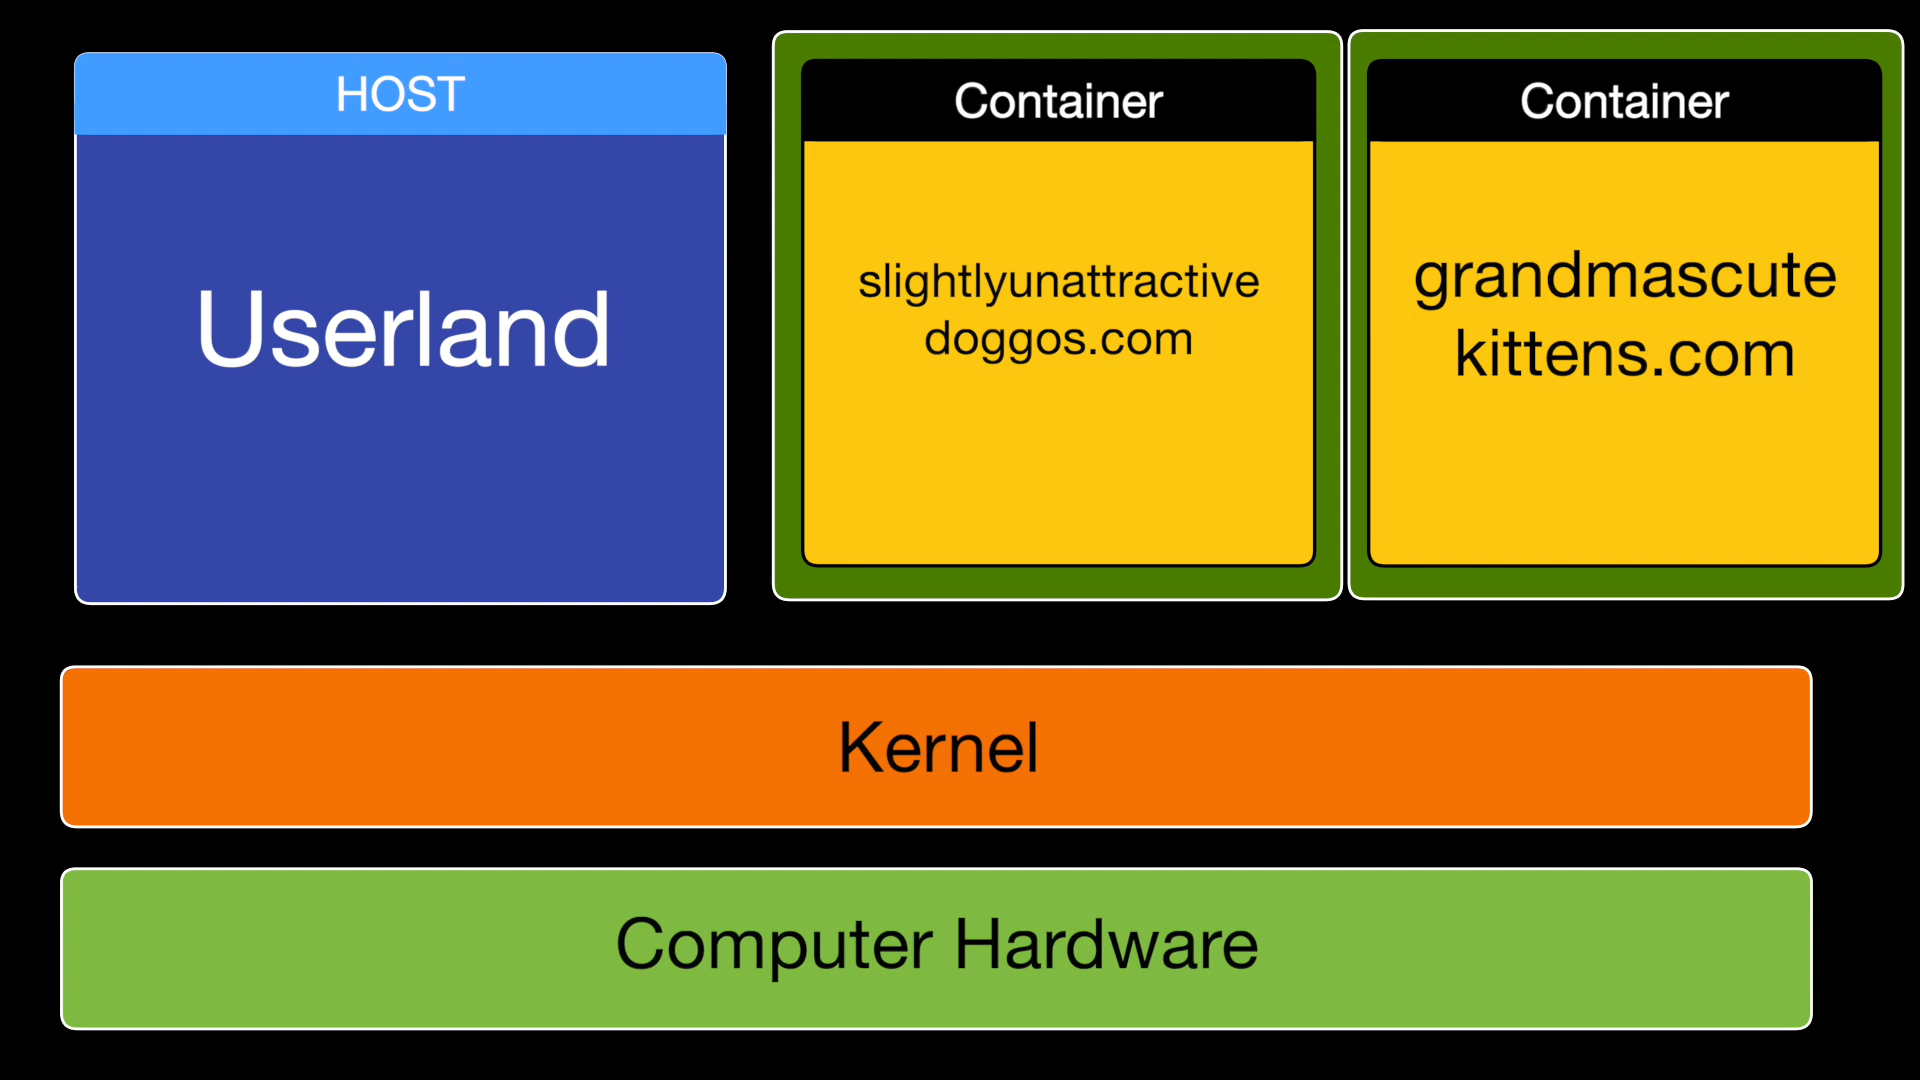 HOST
Userland
Container
slightlyunattractive
doggos.com
Container
grandmascute
kittens.com
Kernel
Computer Hardware